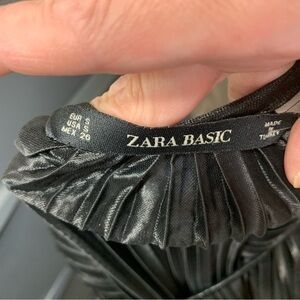 EUR S
USA S
MEX 26
ZARA BASIC
MADE
IN
TURKEY